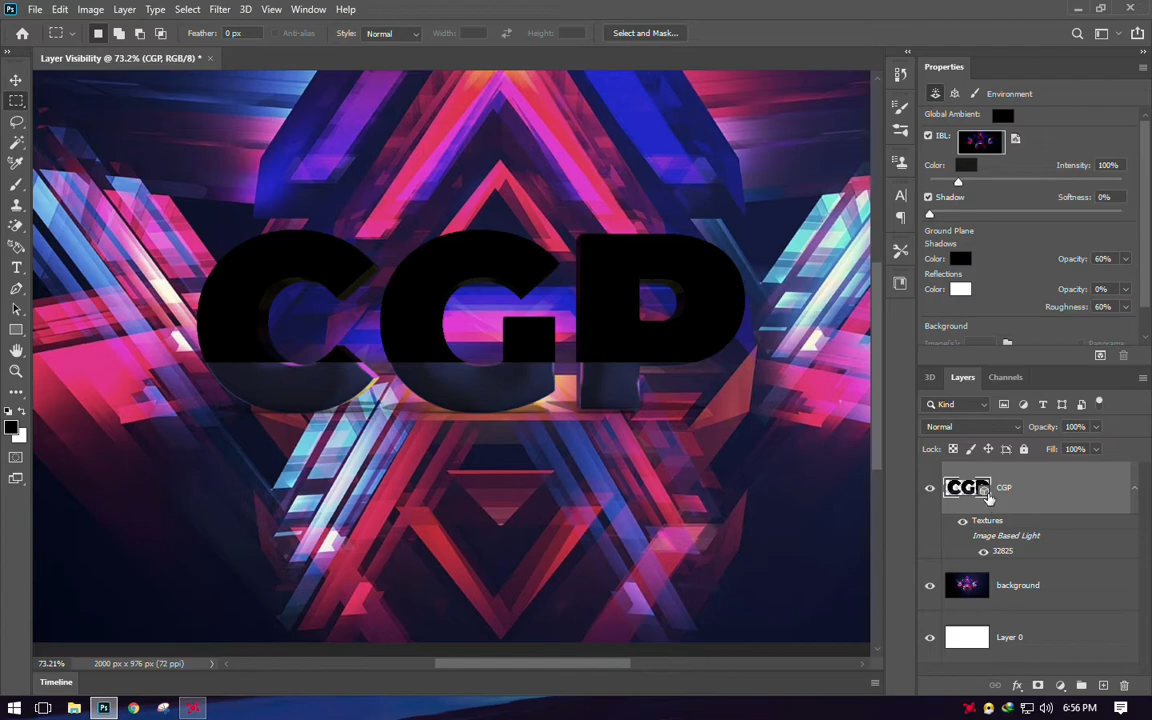 Ps File Edit Image Layer Type Select Filter 3D View Window Help
Feather: 0 px Anti-alias Style: Normal Width: Height: Select and Mask...
Layer Visibility @ 73.2% (CGP, RGB/8) * ×
Properties
Environment
Global Ambient:
IBL:
Color: Intensity: 100%
Shadow Softness: 0%
Ground Plane
Shadows
Color: Opacity: 60%
Reflections
Color: Opacity: 0%
Roughness: 60%
Background
CGP
3D Layers Channels
Kind
Normal Opacity: 100%
Lock: Fill: 100%
CGP CGP
Textures
Image Based Light
32825
background
Layer 0
73.21% 2000 px x 976 px (72 ppi)
Timeline
Ps 6:56 PM